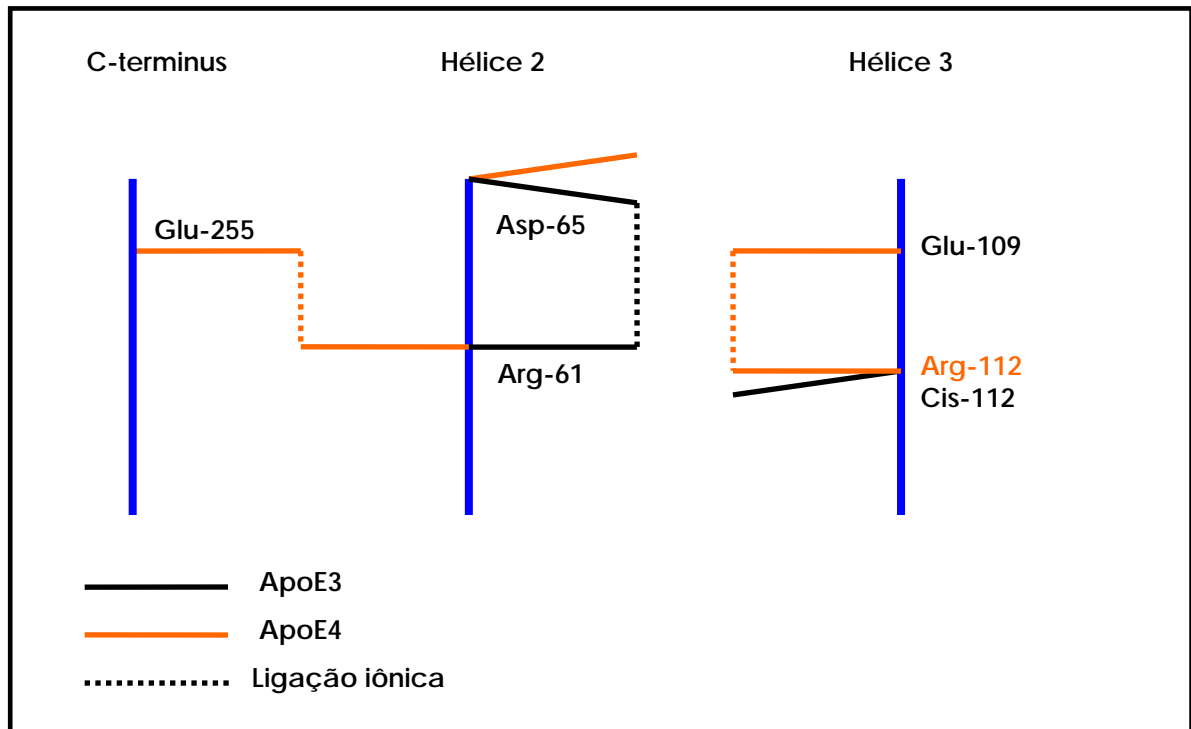 C-terminus
Hélice 2
Hélice 3
Glu-255
Asp-65
Glu-109
Arg-61
Arg-112
Cis-112
ApoE3
ApoE4
Ligação iônica